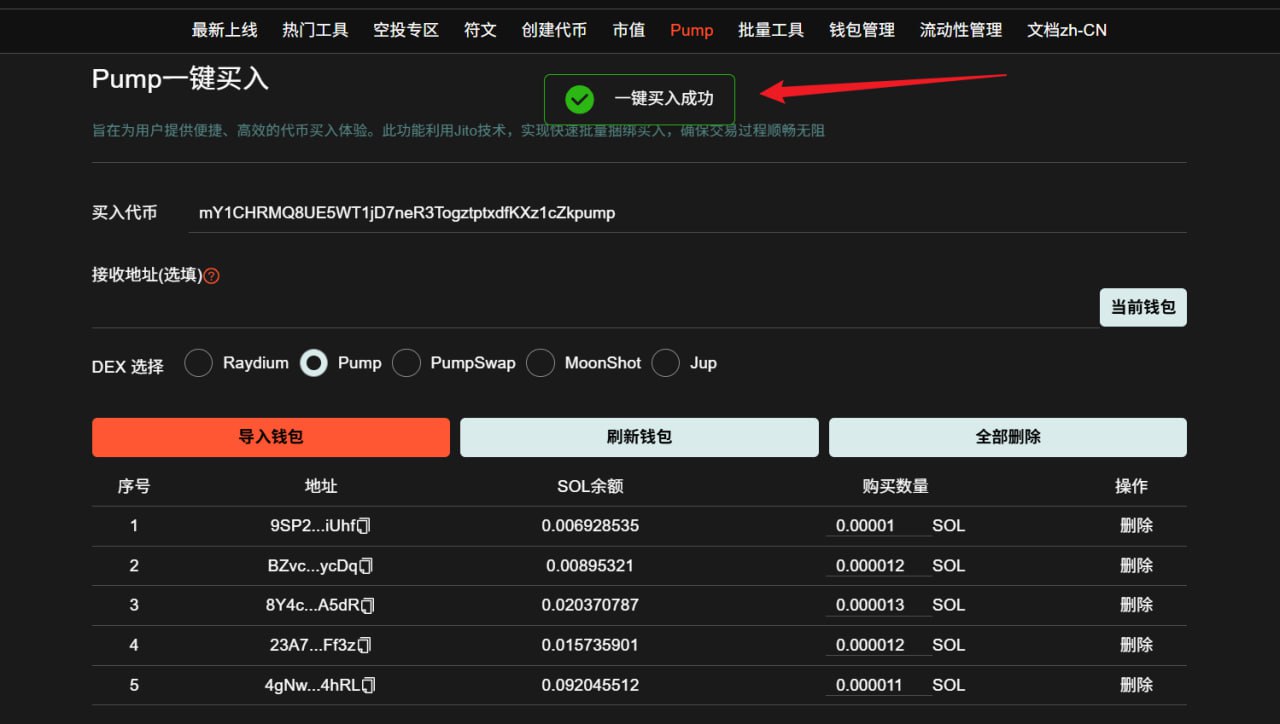 最新上线 热门工具 空投专区 符文 创建代币 市值 Pump 批量工具 钱包管理 流动性管理 文档zh-CN
Pump一键买入
一键买入成功
旨在为用户提供便捷、高效的代币买入体验。此功能利用Jito技术，实现快速批量捆绑买入，确保交易过程顺畅无阻
买入代币 mY1CHRMQ8UE5WT1jD7neR3TogztptxdfKXz1cZkpump
接收地址(选填)?
当前钱包
DEX 选择 Raydium Pump PumpSwap MoonShot Jup
导入钱包 刷新钱包 全部删除
序号 地址 SOL余额 购买数量 操作
1 9SP2...iUhf 0.006928535 0.00001 SOL 删除
2 BZvc...ycDq 0.00895321 0.000012 SOL 删除
3 8Y4c...A5dR 0.020370787 0.000013 SOL 删除
4 23A7...Ff3z 0.015735901 0.000012 SOL 删除
5 4gNw...4hRL 0.092045512 0.000011 SOL 删除